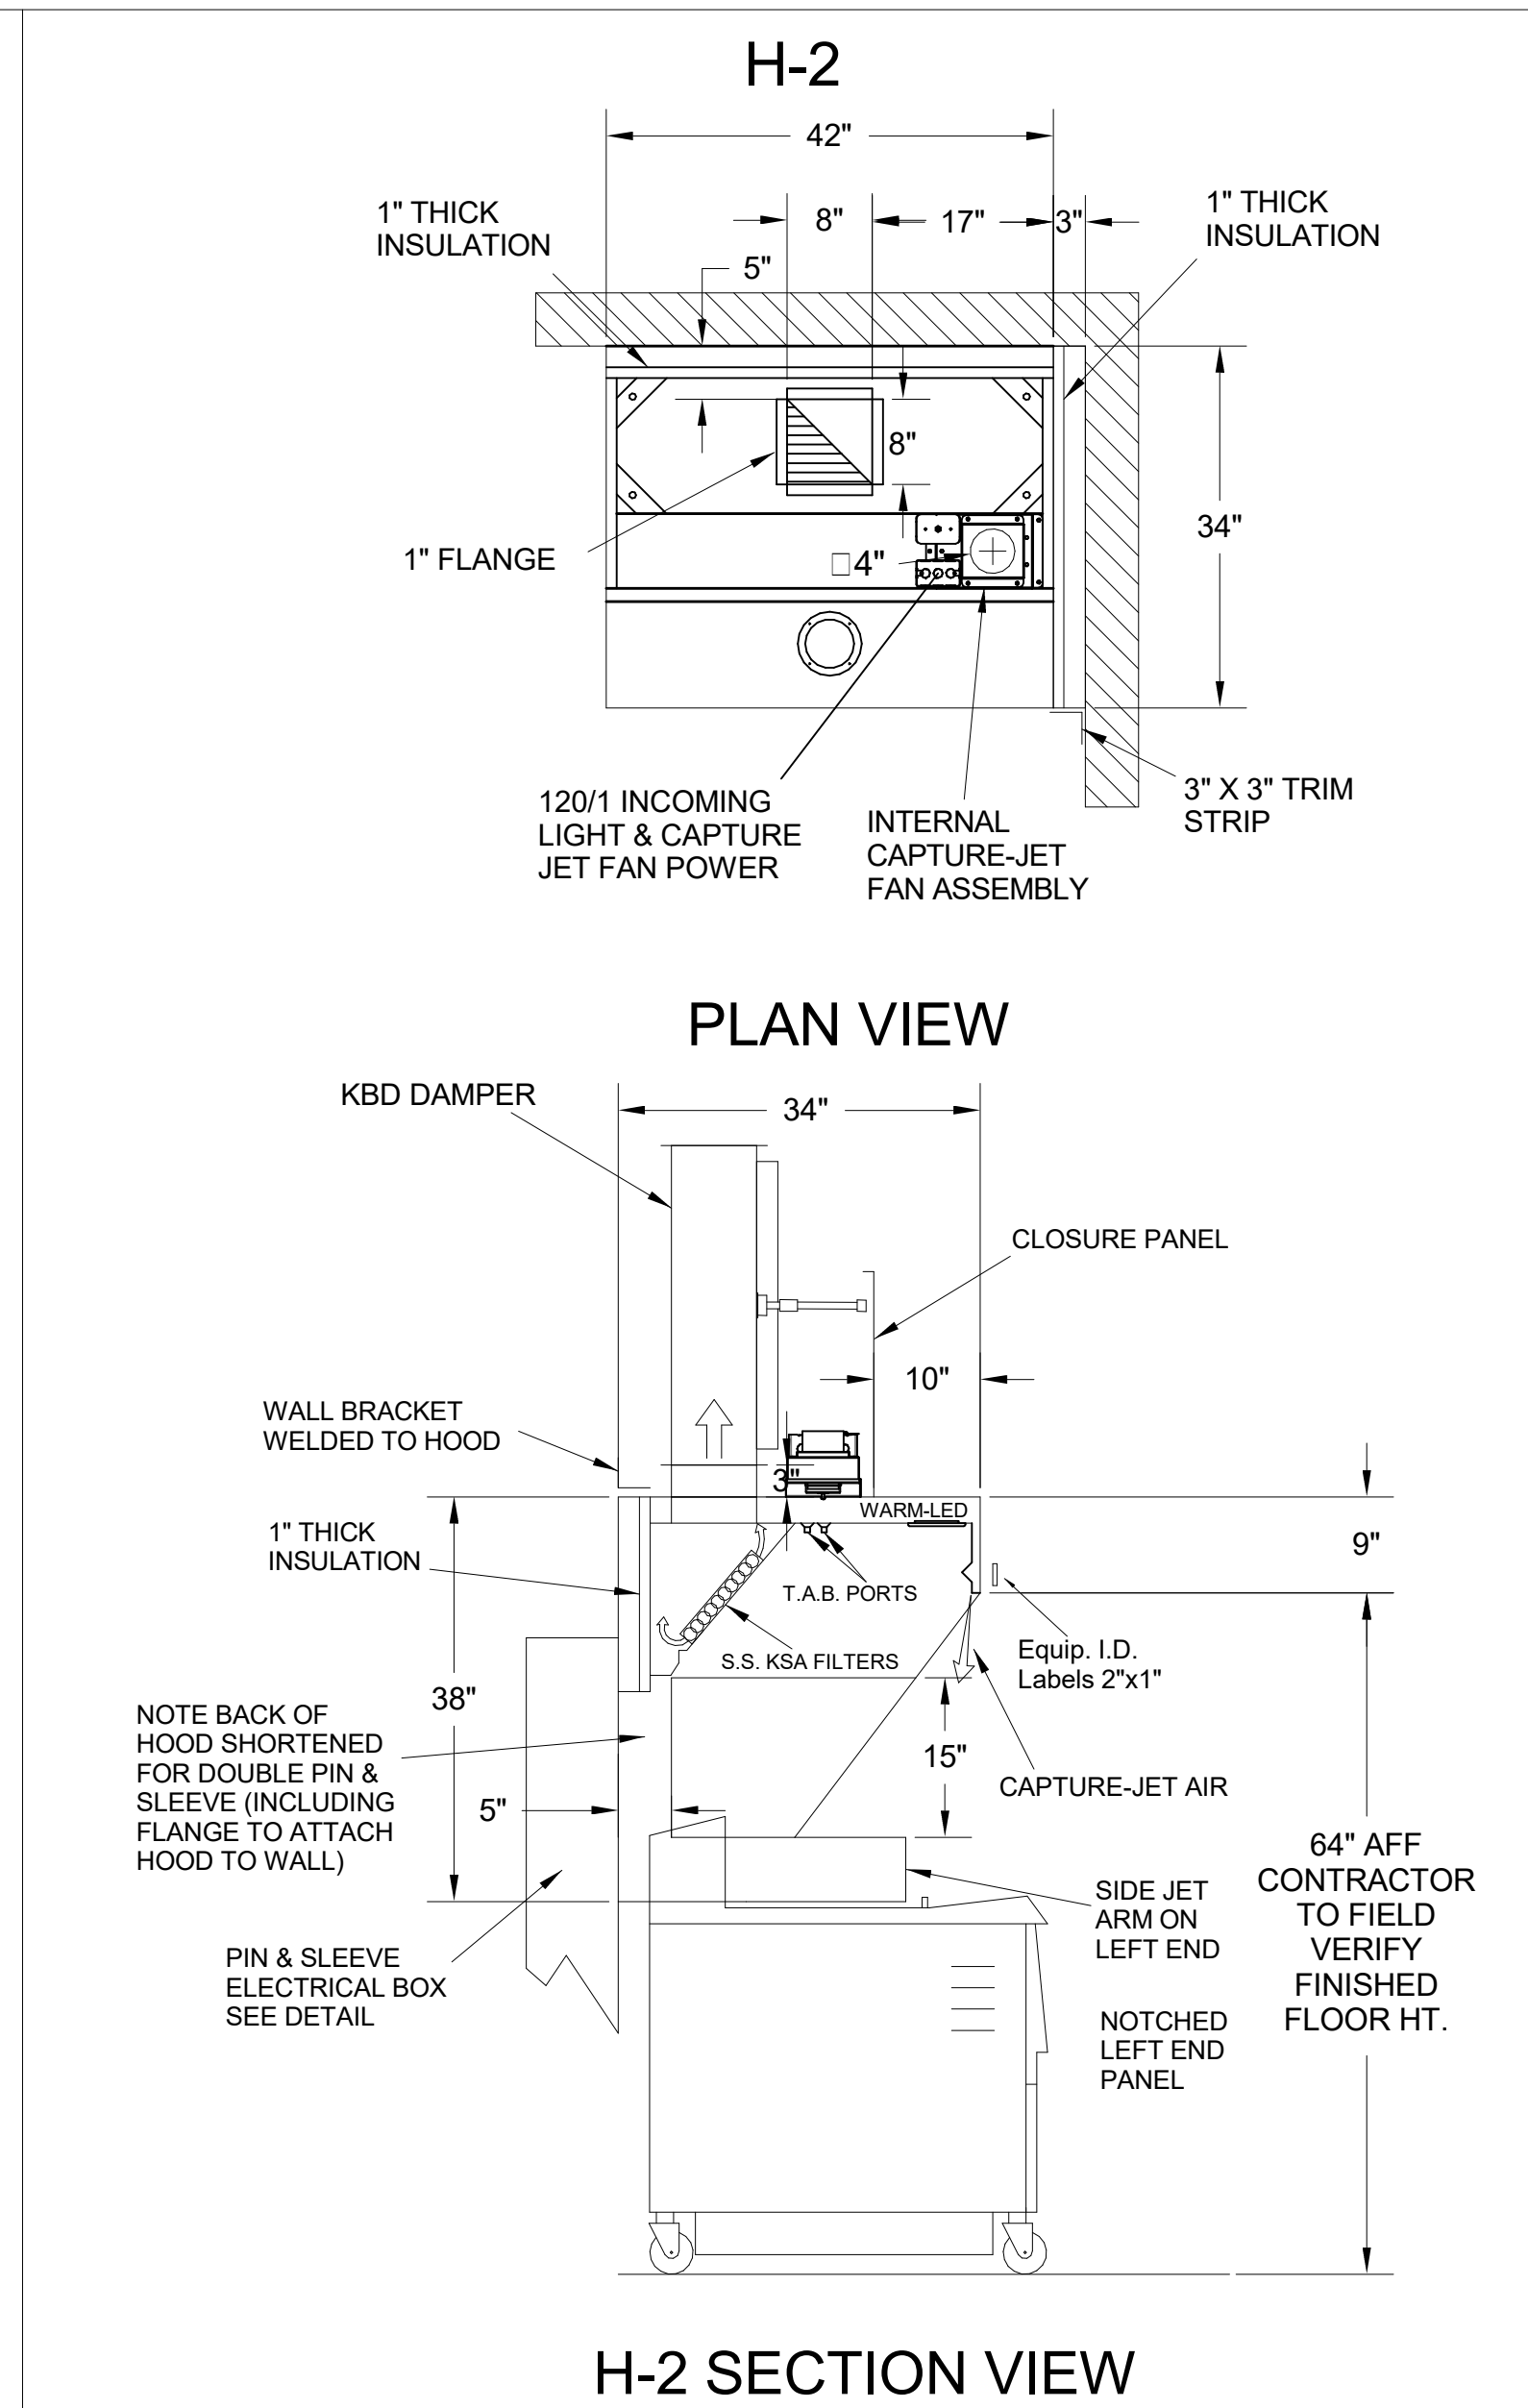 H-2
42"
1" THICK
INSULATION
8"
17"
3"
1" THICK
INSULATION
5"
8"
34"
1" FLANGE
□4"
120/1 INCOMING
LIGHT & CAPTURE
JET FAN POWER
INTERNAL
CAPTURE-JET
FAN ASSEMBLY
3" X 3" TRIM
STRIP
PLAN VIEW
KBD DAMPER
34"
CLOSURE PANEL
10"
WALL BRACKET
WELDED TO HOOD
3"
WARM-LED
1" THICK
INSULATION
9"
T.A.B. PORTS
S.S. KSA FILTERS
Equip. I.D.
Labels 2"x1"
38"
NOTE BACK OF
HOOD SHORTENED
FOR DOUBLE PIN &
SLEEVE (INCLUDING
FLANGE TO ATTACH
HOOD TO WALL)
15"
CAPTURE-JET AIR
5"
64" AFF
CONTRACTOR
TO FIELD
VERIFY
FINISHED
FLOOR HT.
SIDE JET
ARM ON
LEFT END
PIN & SLEEVE
ELECTRICAL BOX
SEE DETAIL
NOTCHED
LEFT END
PANEL
H-2 SECTION VIEW